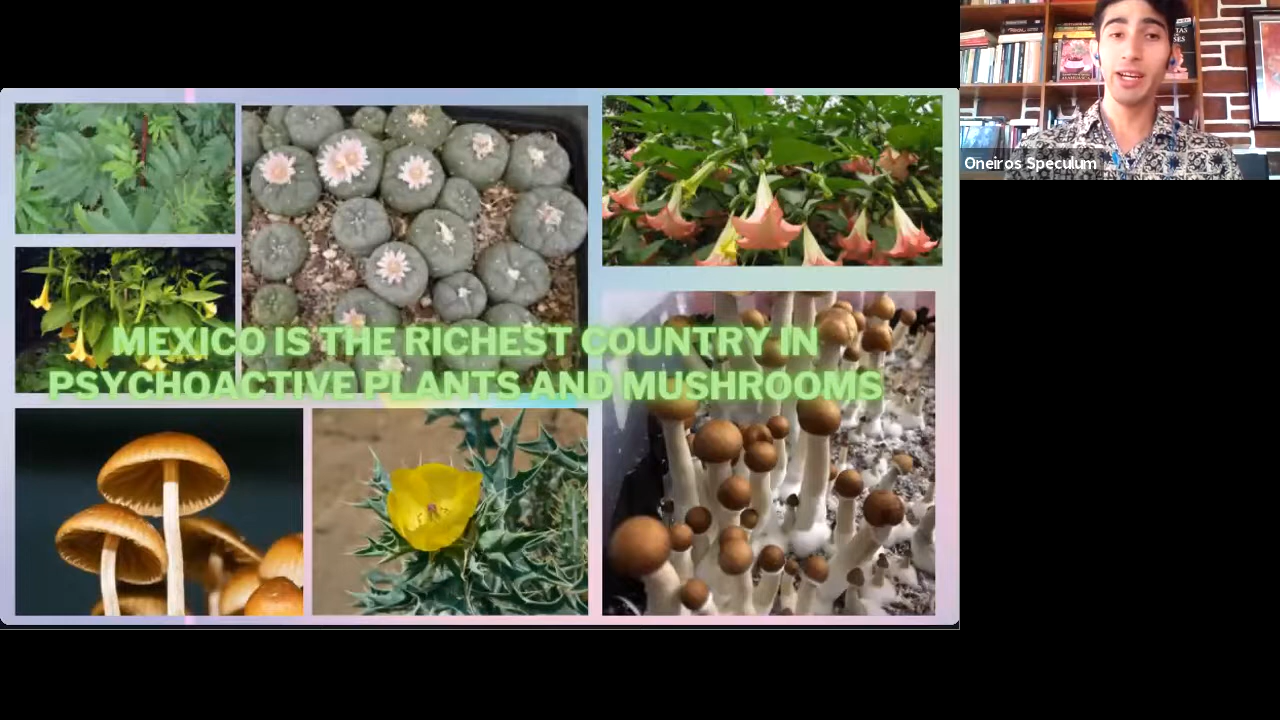 MEXICO IS THE RICHEST COUNTRY IN
PSYCHOACTIVE PLANTS AND MUSHROOMS
Oneiros Speculum